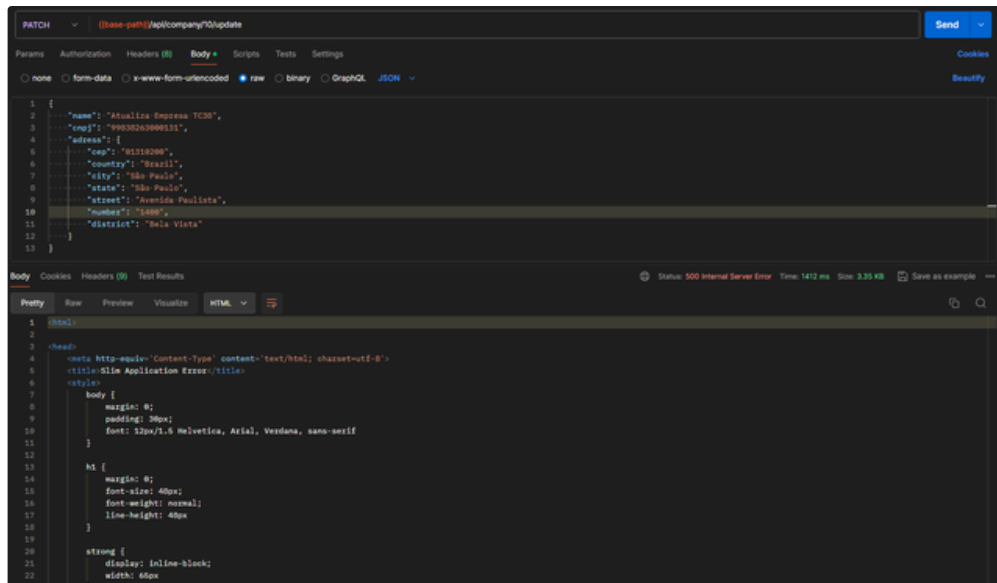 PATCH {{base-path}}/api/company/10/update Send
Params Authorization Headers (8) Body Scripts Tests Settings Cookies
none form-data x-www-form-urlencoded raw binary GraphQL JSON Beautify
1 {
2 "name": "Atualiza Empresa TC38",
3 "cnpj": "99838263000131",
4 "adress": {
5 "cep": "01310200",
6 "country": "Brazil",
7 "city": "São Paulo",
8 "state": "São Paulo",
9 "street": "Avenida Paulista",
10 "number": "1400",
11 "district": "Bela Vista"
12 }
13 }
Body Cookies Headers (9) Test Results Status: 500 Internal Server Error Time: 1412 ms Size: 3.35 KB Save as example
Pretty Raw Preview Visualize HTML
1 <html>
2
3 <head>
4 <meta http-equiv='Content-Type' content='text/html; charset=utf-8'>
5 <title>Slim Application Error</title>
6 <style>
7 body {
8 margin: 0;
9 padding: 30px;
10 font: 12px/1.5 Helvetica, Arial, Verdana, sans-serif
11 }
12
13 h1 {
14 margin: 0;
15 font-size: 48px;
16 font-weight: normal;
17 line-height: 48px
18 }
19
20 strong {
21 display: inline-block;
22 width: 65px